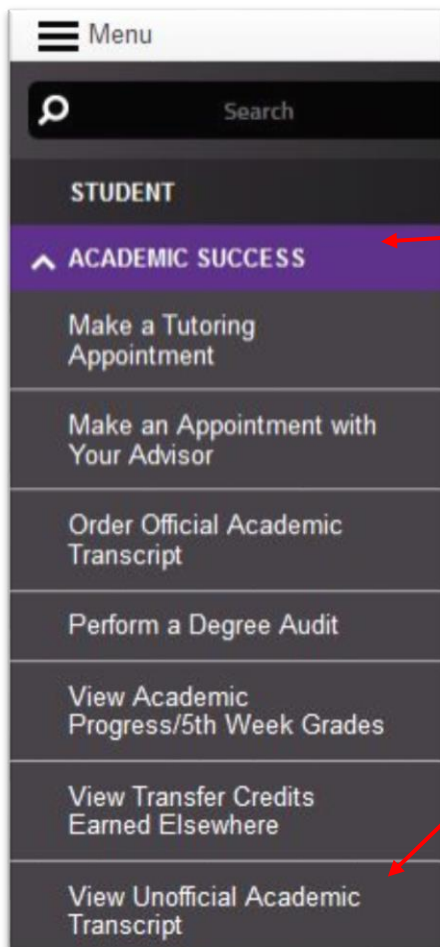 Menu
Search
STUDENT
ACADEMIC SUCCESS
Make a Tutoring
Appointment
Make an Appointment with
Your Advisor
Order Official Academic
Transcript
Perform a Degree Audit
View Academic
Progress/5th Week Grades
View Transfer Credits
Earned Elsewhere
View Unofficial Academic
Transcript